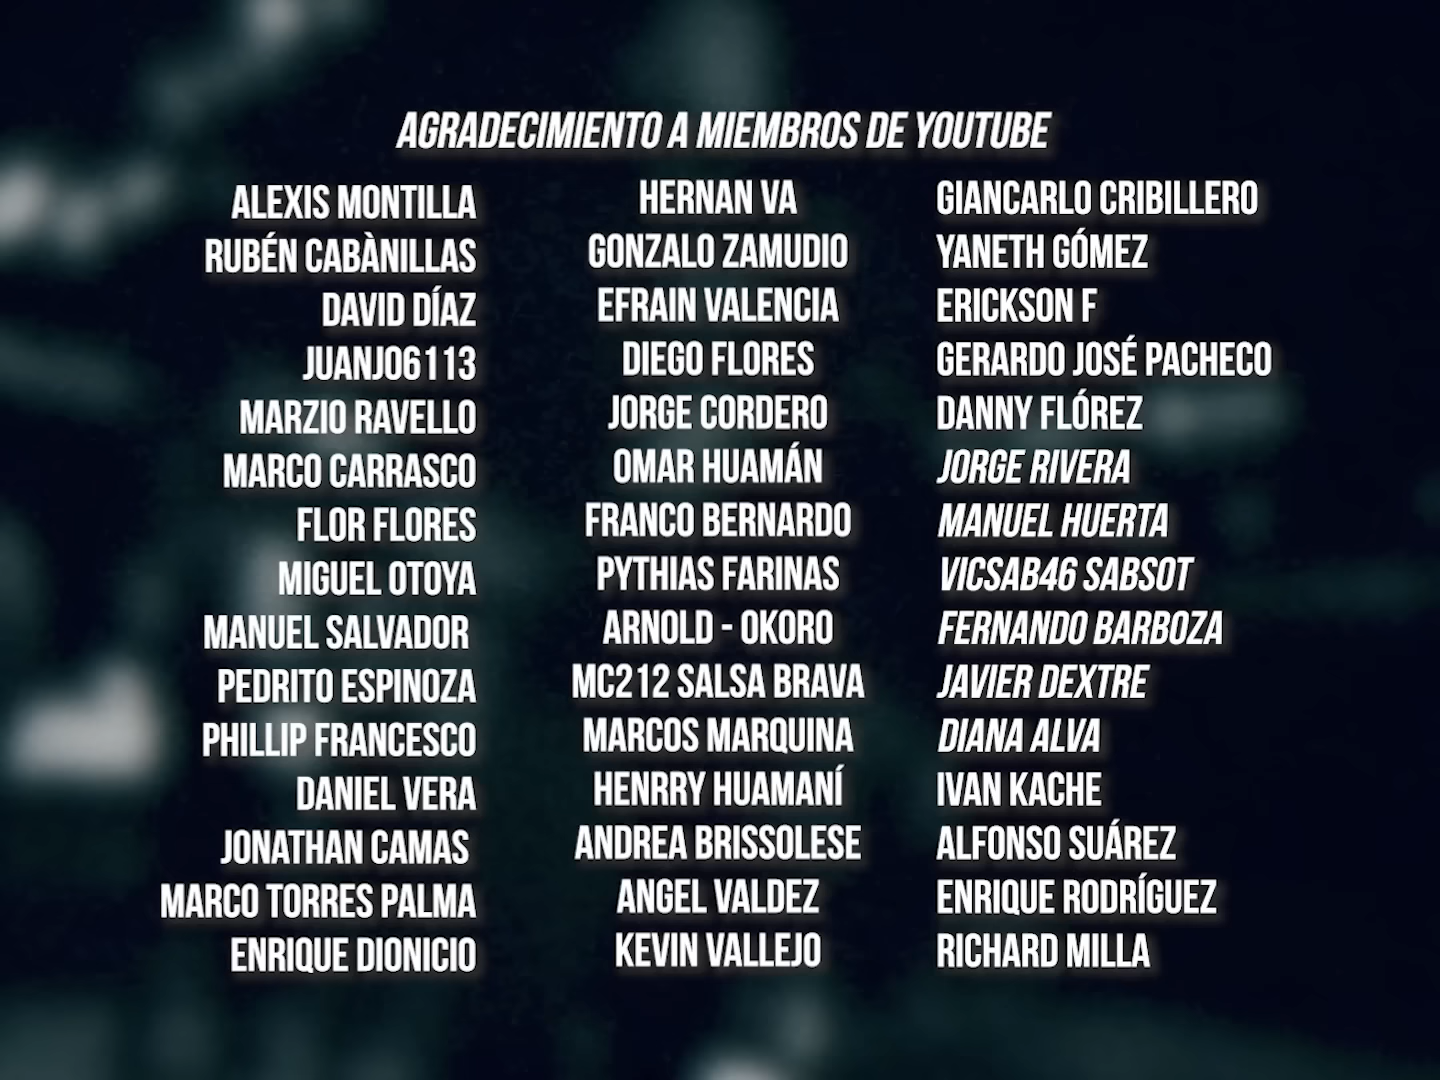 AGRADECIMIENTO A MIEMBROS DE YOUTUBE
ALEXIS MONTILLA
RUBÉN CABÀNILLAS
DAVID DÍAZ
JUANJO6113
MARZIO RAVELLO
MARCO CARRASCO
FLOR FLORES
MIGUEL OTOYA
MANUEL SALVADOR
PEDRITO ESPINOZA
PHILLIP FRANCESCO
DANIEL VERA
JONATHAN CAMAS
MARCO TORRES PALMA
ENRIQUE DIONICIO
HERNAN VA
GONZALO ZAMUDIO
EFRAIN VALENCIA
DIEGO FLORES
JORGE CORDERO
OMAR HUAMÁN
FRANCO BERNARDO
PYTHIAS FARINAS
ARNOLD - OKORO
MC212 SALSA BRAVA
MARCOS MARQUINA
HENRRY HUAMANÍ
ANDREA BRISSOLESE
ANGEL VALDEZ
KEVIN VALLEJO
GIANCARLO CRIBILLERO
YANETH GÓMEZ
ERICKSON F
GERARDO JOSÉ PACHECO
DANNY FLÓREZ
JORGE RIVERA
MANUEL HUERTA
VICSAB46 SABSOT
FERNANDO BARBOZA
JAVIER DEXTRE
DIANA ALVA
IVAN KACHE
ALFONSO SUÁREZ
ENRIQUE RODRÍGUEZ
RICHARD MILLA